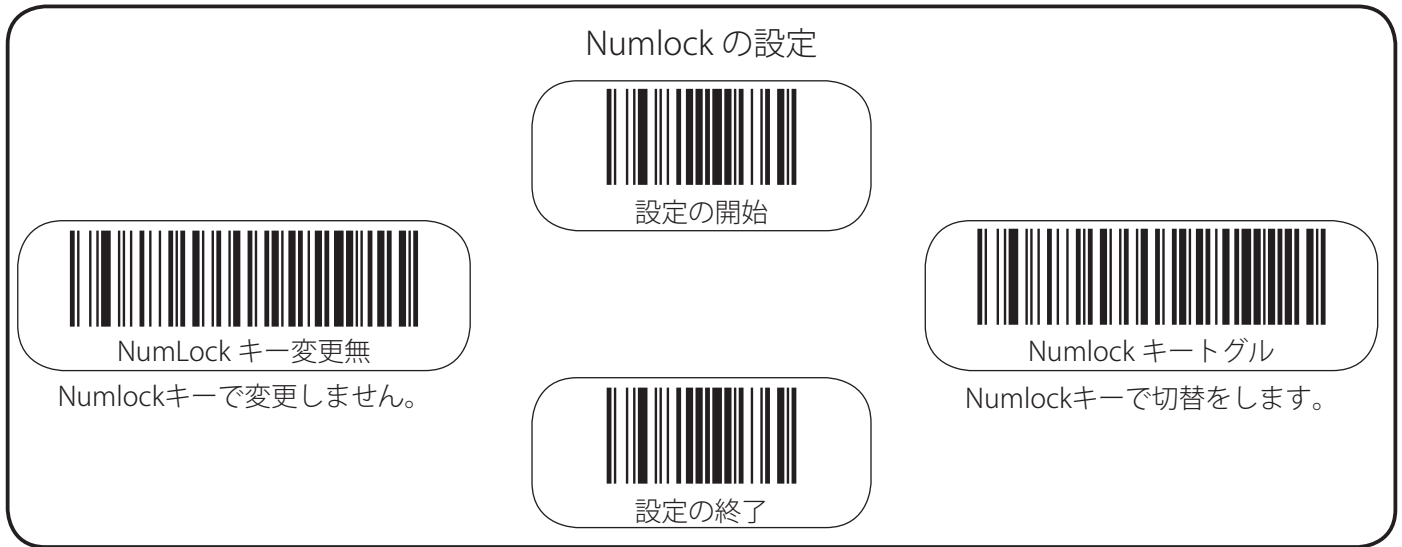 Numlock の設定
設定の開始
NumLock キー変更無
Numlockキーで変更しません。
Numlock キートグル
Numlockキーで切替をします。
設定の終了